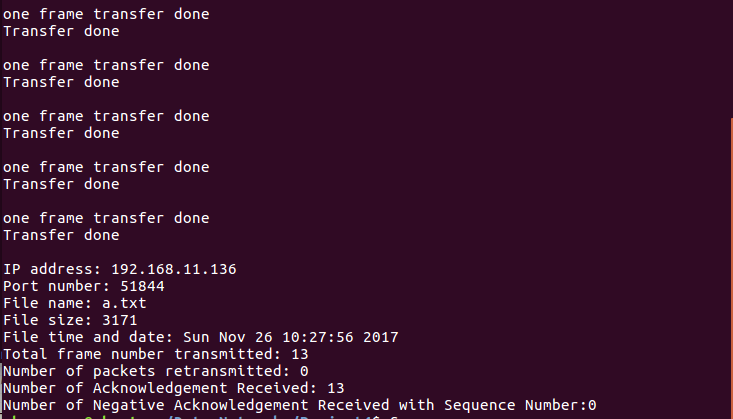 one frame transfer done
Transfer done
one frame transfer done
Transfer done
one frame transfer done
Transfer done
one frame transfer done
Transfer done
one frame transfer done
Transfer done
IP address: 192.168.11.136
Port number: 51844
File name: a.txt
File size: 3171
File time and date: Sun Nov 26 10:27:56 2017
Total frame number transmitted: 13
Number of packets retransmitted: 0
Number of Acknowledgement Received: 13
Number of Negative Acknowledgement Received with Sequence Number:0